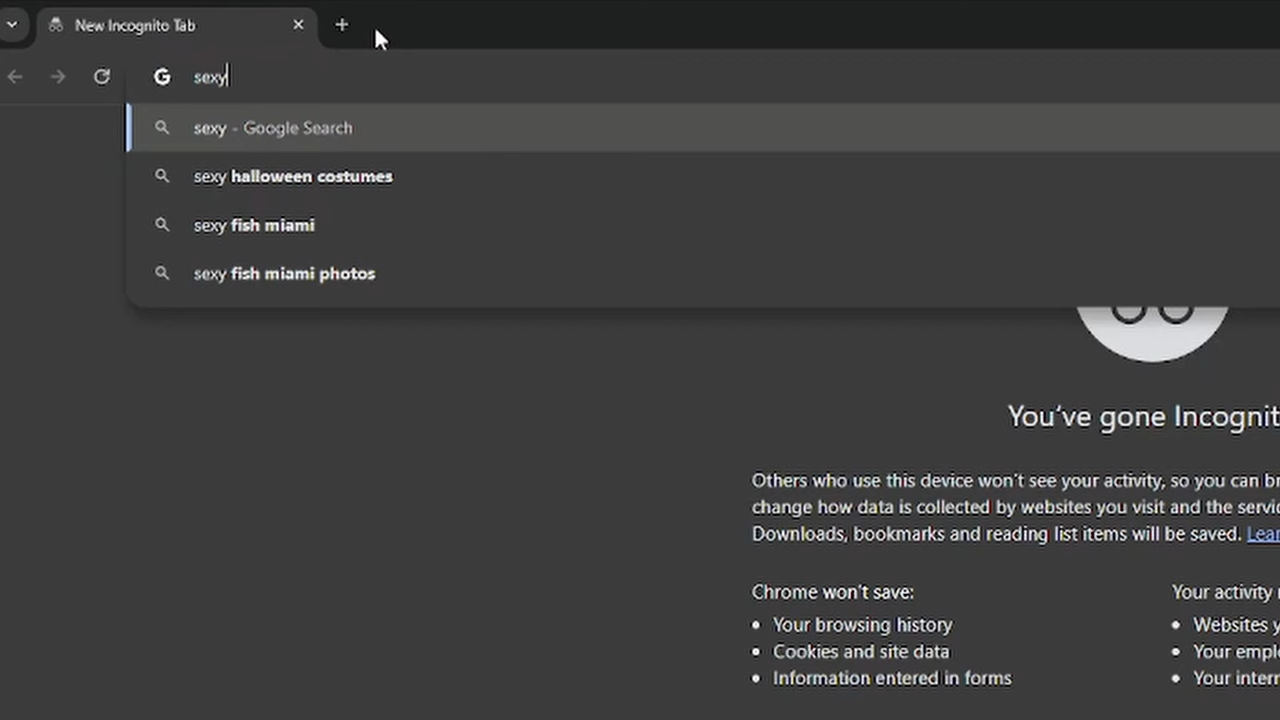 New Incognito Tab
sexy
sexy - Google Search
sexy halloween costumes
sexy fish miami
sexy fish miami photos
You've gone Incognit
Others who use this device won't see your activity, so you can br
change how data is collected by websites you visit and the servic
Downloads, bookmarks and reading list items will be saved. Lear
Chrome won't save:
Your browsing history
Cookies and site data
Information entered in forms
Your activity
Websites y
Your emplo
Your intern